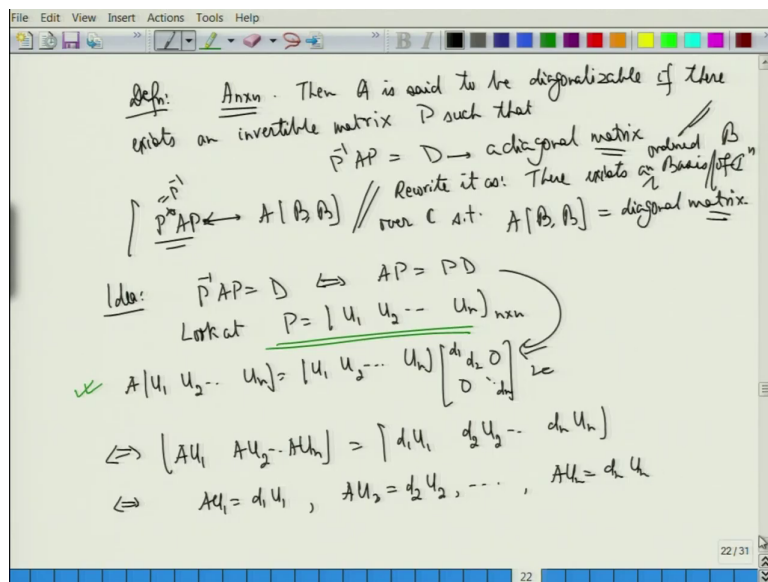 File Edit View Insert Actions Tools Help
Defn: Anxn. Then A is said to be diagonalizable if there
exists an invertible matrix P such that
P⁻¹AP = D → a diagonal matrix
P*AP ↔ A[B, B] // Rewrite it as: There exists an ordered Basis B of ℂⁿ
= P⁻¹
over ℂ s.t. A[B, B] = diagonal matrix
Idea: P⁻¹AP = D ⇔ AP = PD
Look at P = [U₁ U₂ -- Uₙ]nxn
A[U₁ U₂ .. Uₙ] = [U₁ U₂ -.. Uₙ] [d₁ d₂ 0 0 ⋱ dₙ]
⇔ [AU₁ AU₂ .. AUₙ] = [d₁U₁ d₂U₂ -- dₙUₙ]
⇔ AU₁ = d₁U₁ , AU₂ = d₂U₂ , ---- , AUₙ = dₙUₙ
22/31
22